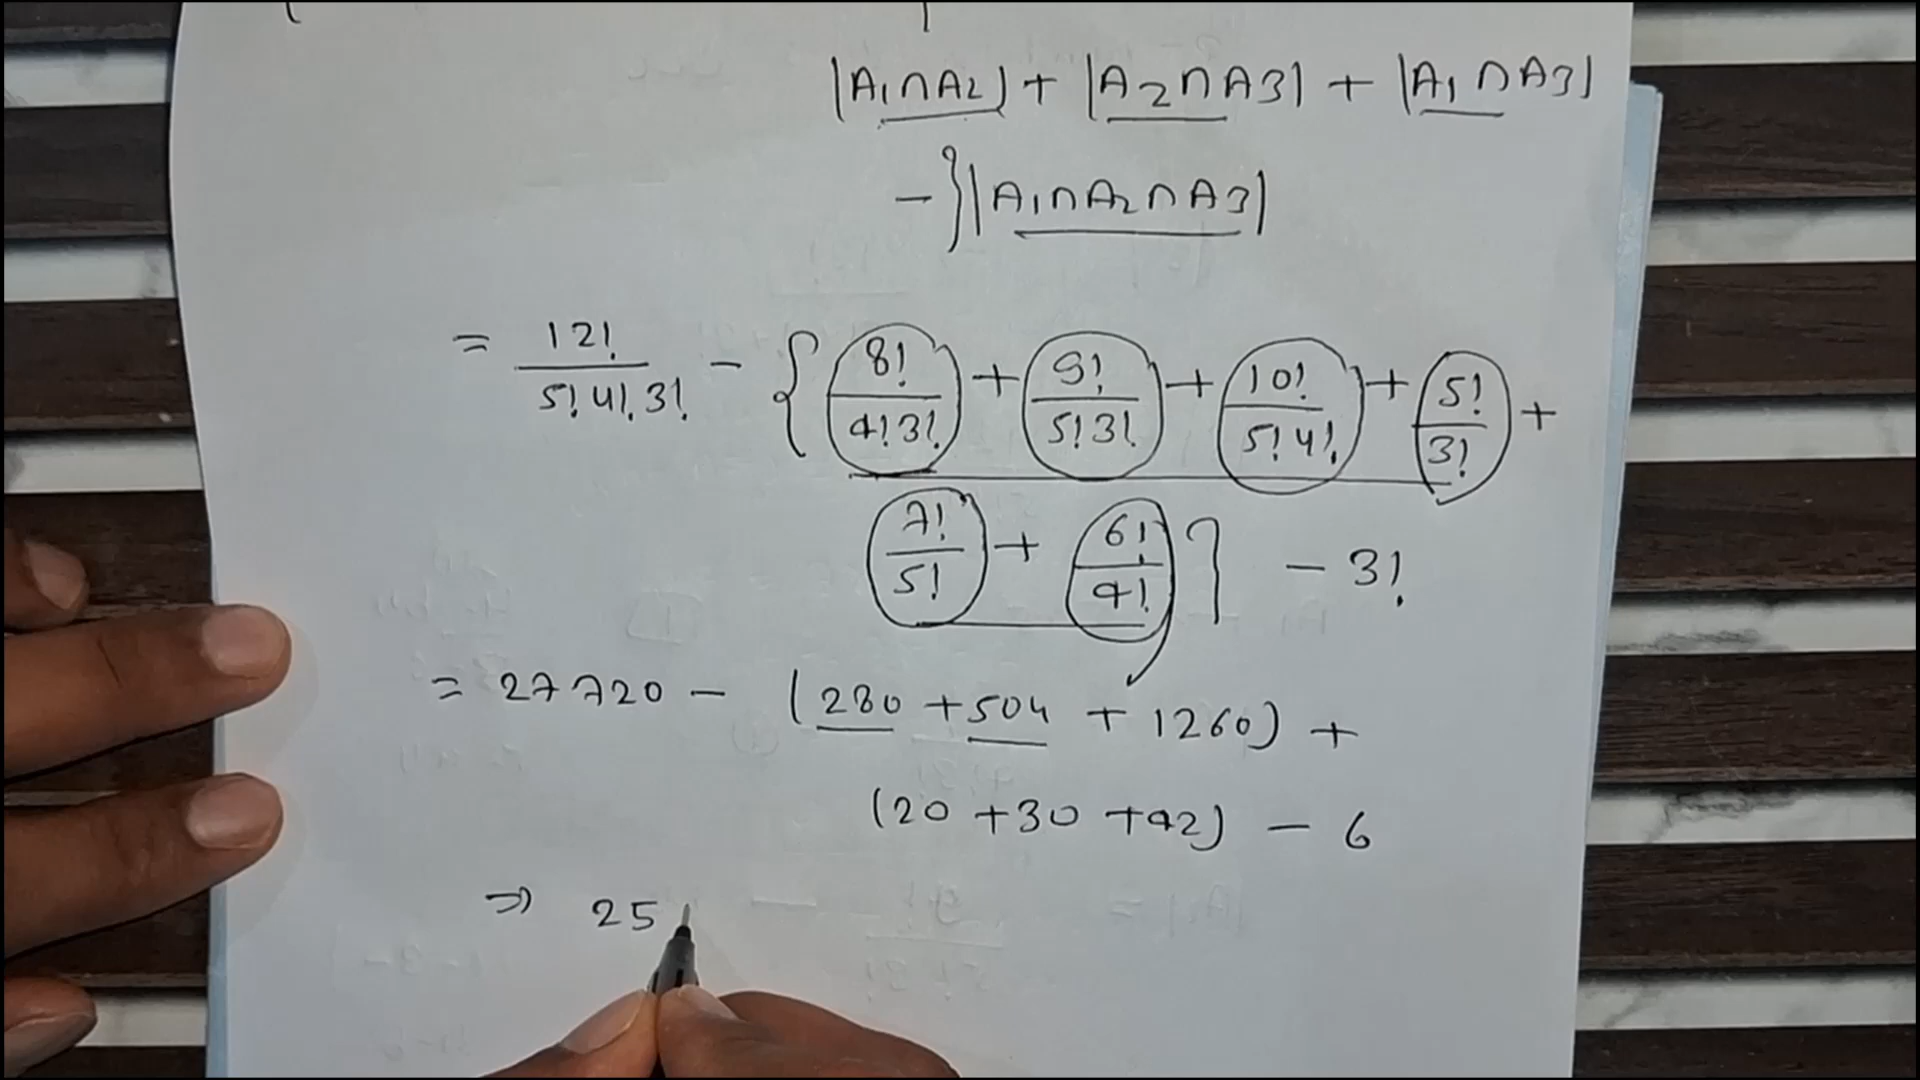 |A1∩A2| + |A2∩A3| + |A1∩A3|
- }|A1∩A2∩A3|
= 12!/5!4!3! - { 8!/4!3! + 9!/5!3! + 10!/5!4! + 5!/3! +
7!/5! + 6!/4! } - 3!
= 27720 - (280 + 504 + 1260) +
(20 + 30 + 42) - 6
⇒ 25